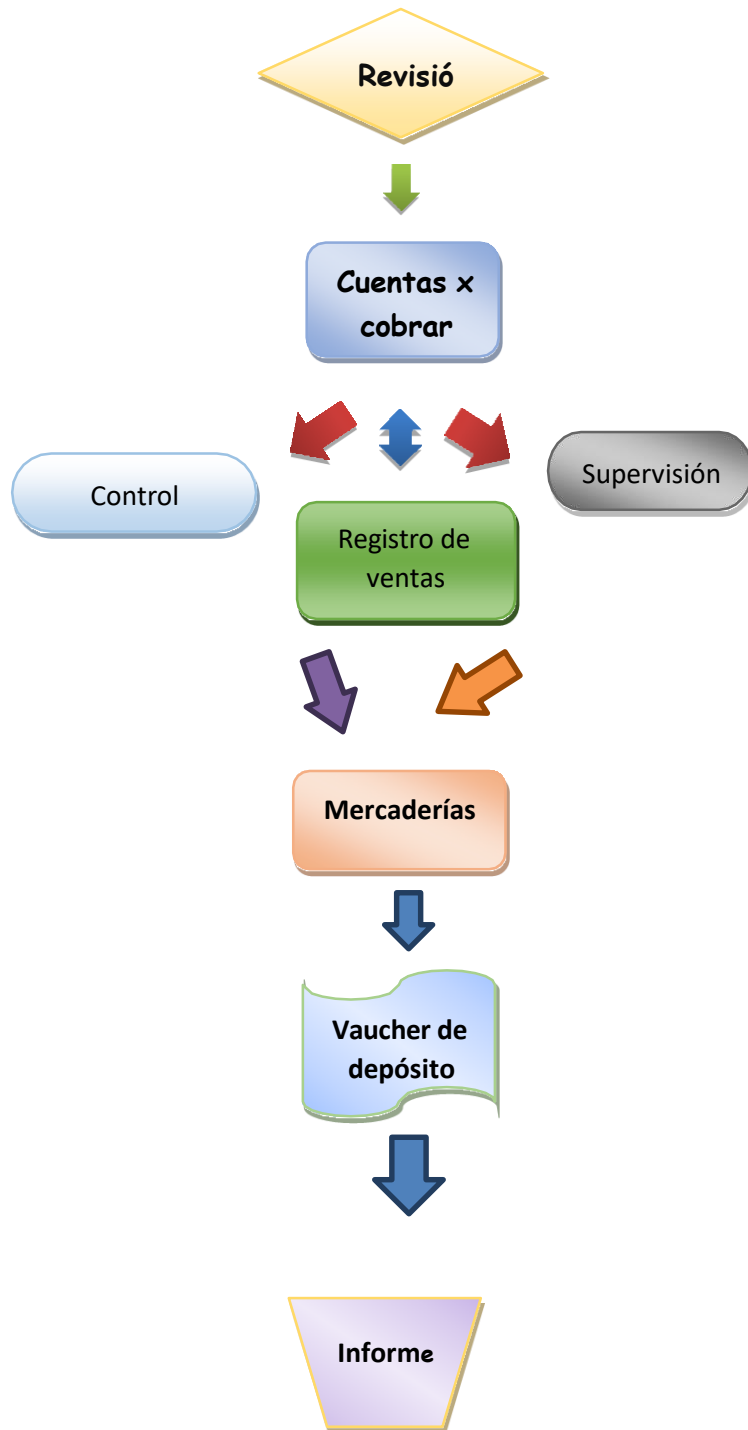 Revisió
Cuentas x
cobrar
Control
Supervisión
Registro de
ventas
Mercaderías
Vaucher de
depósito
Informe